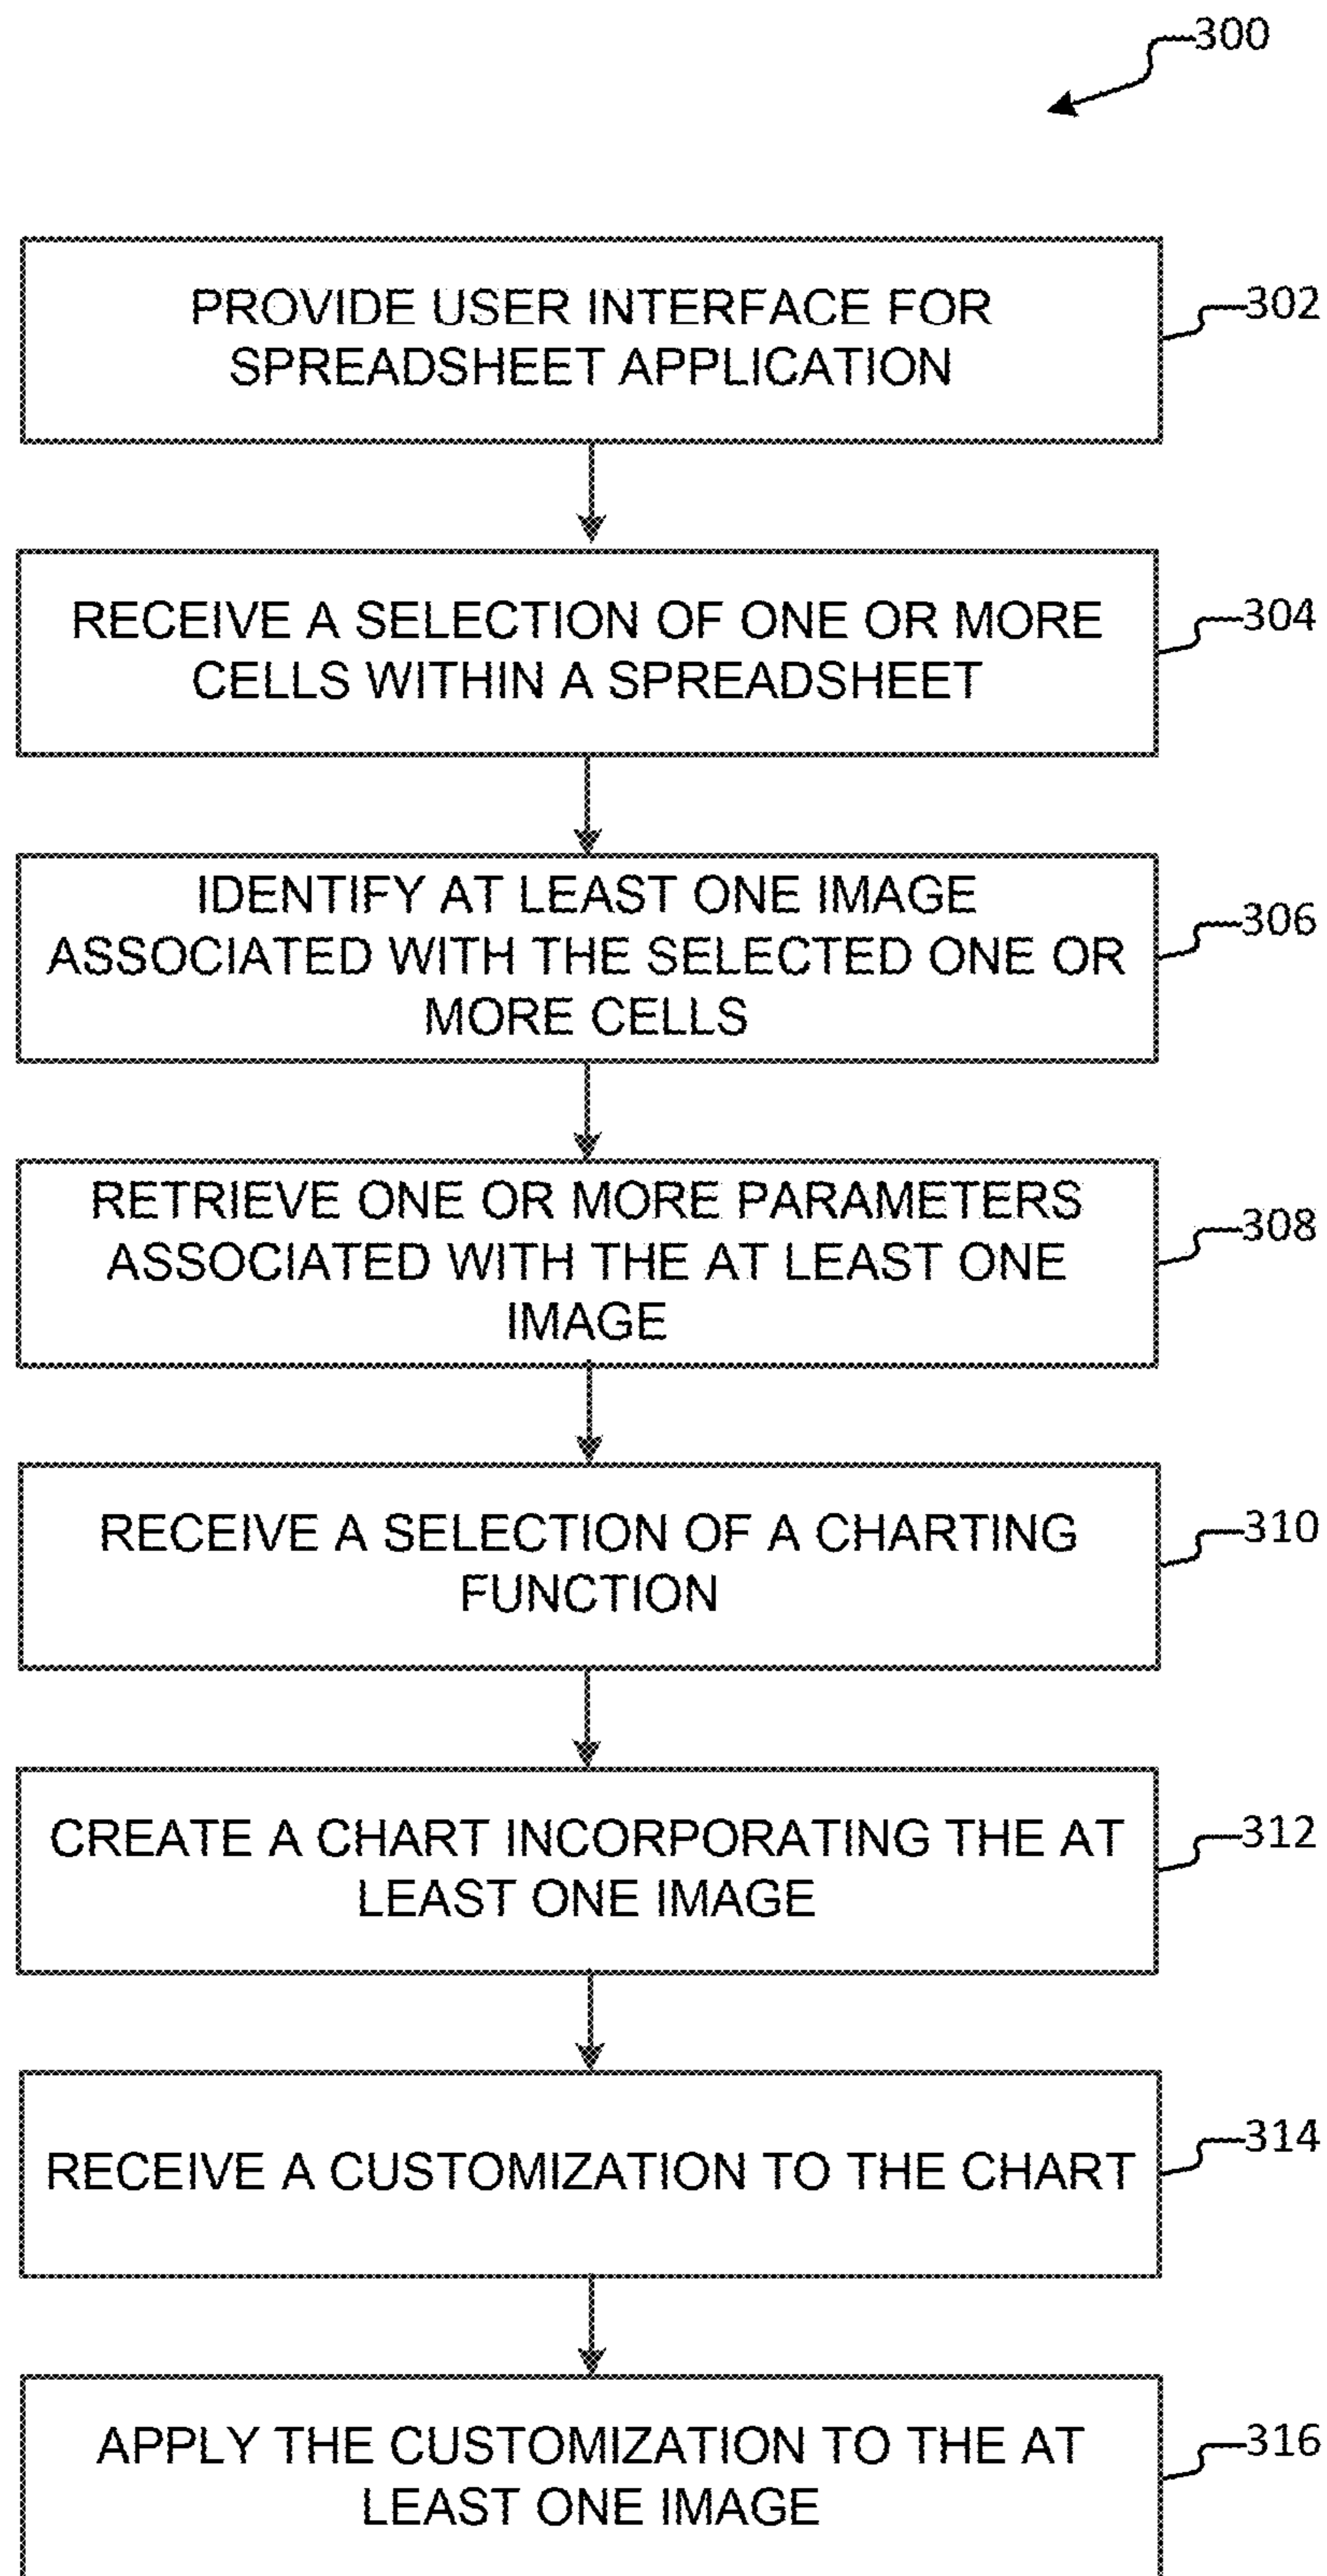 300
PROVIDE USER INTERFACE FOR
SPREADSHEET APPLICATION
302
RECEIVE A SELECTION OF ONE OR MORE
CELLS WITHIN A SPREADSHEET
304
IDENTIFY AT LEAST ONE IMAGE
ASSOCIATED WITH THE SELECTED ONE OR
MORE CELLS
306
RETRIEVE ONE OR MORE PARAMETERS
ASSOCIATED WITH THE AT LEAST ONE
IMAGE
308
RECEIVE A SELECTION OF A CHARTING
FUNCTION
310
CREATE A CHART INCORPORATING THE AT
LEAST ONE IMAGE
312
RECEIVE A CUSTOMIZATION TO THE CHART
314
APPLY THE CUSTOMIZATION TO THE AT
LEAST ONE IMAGE
316